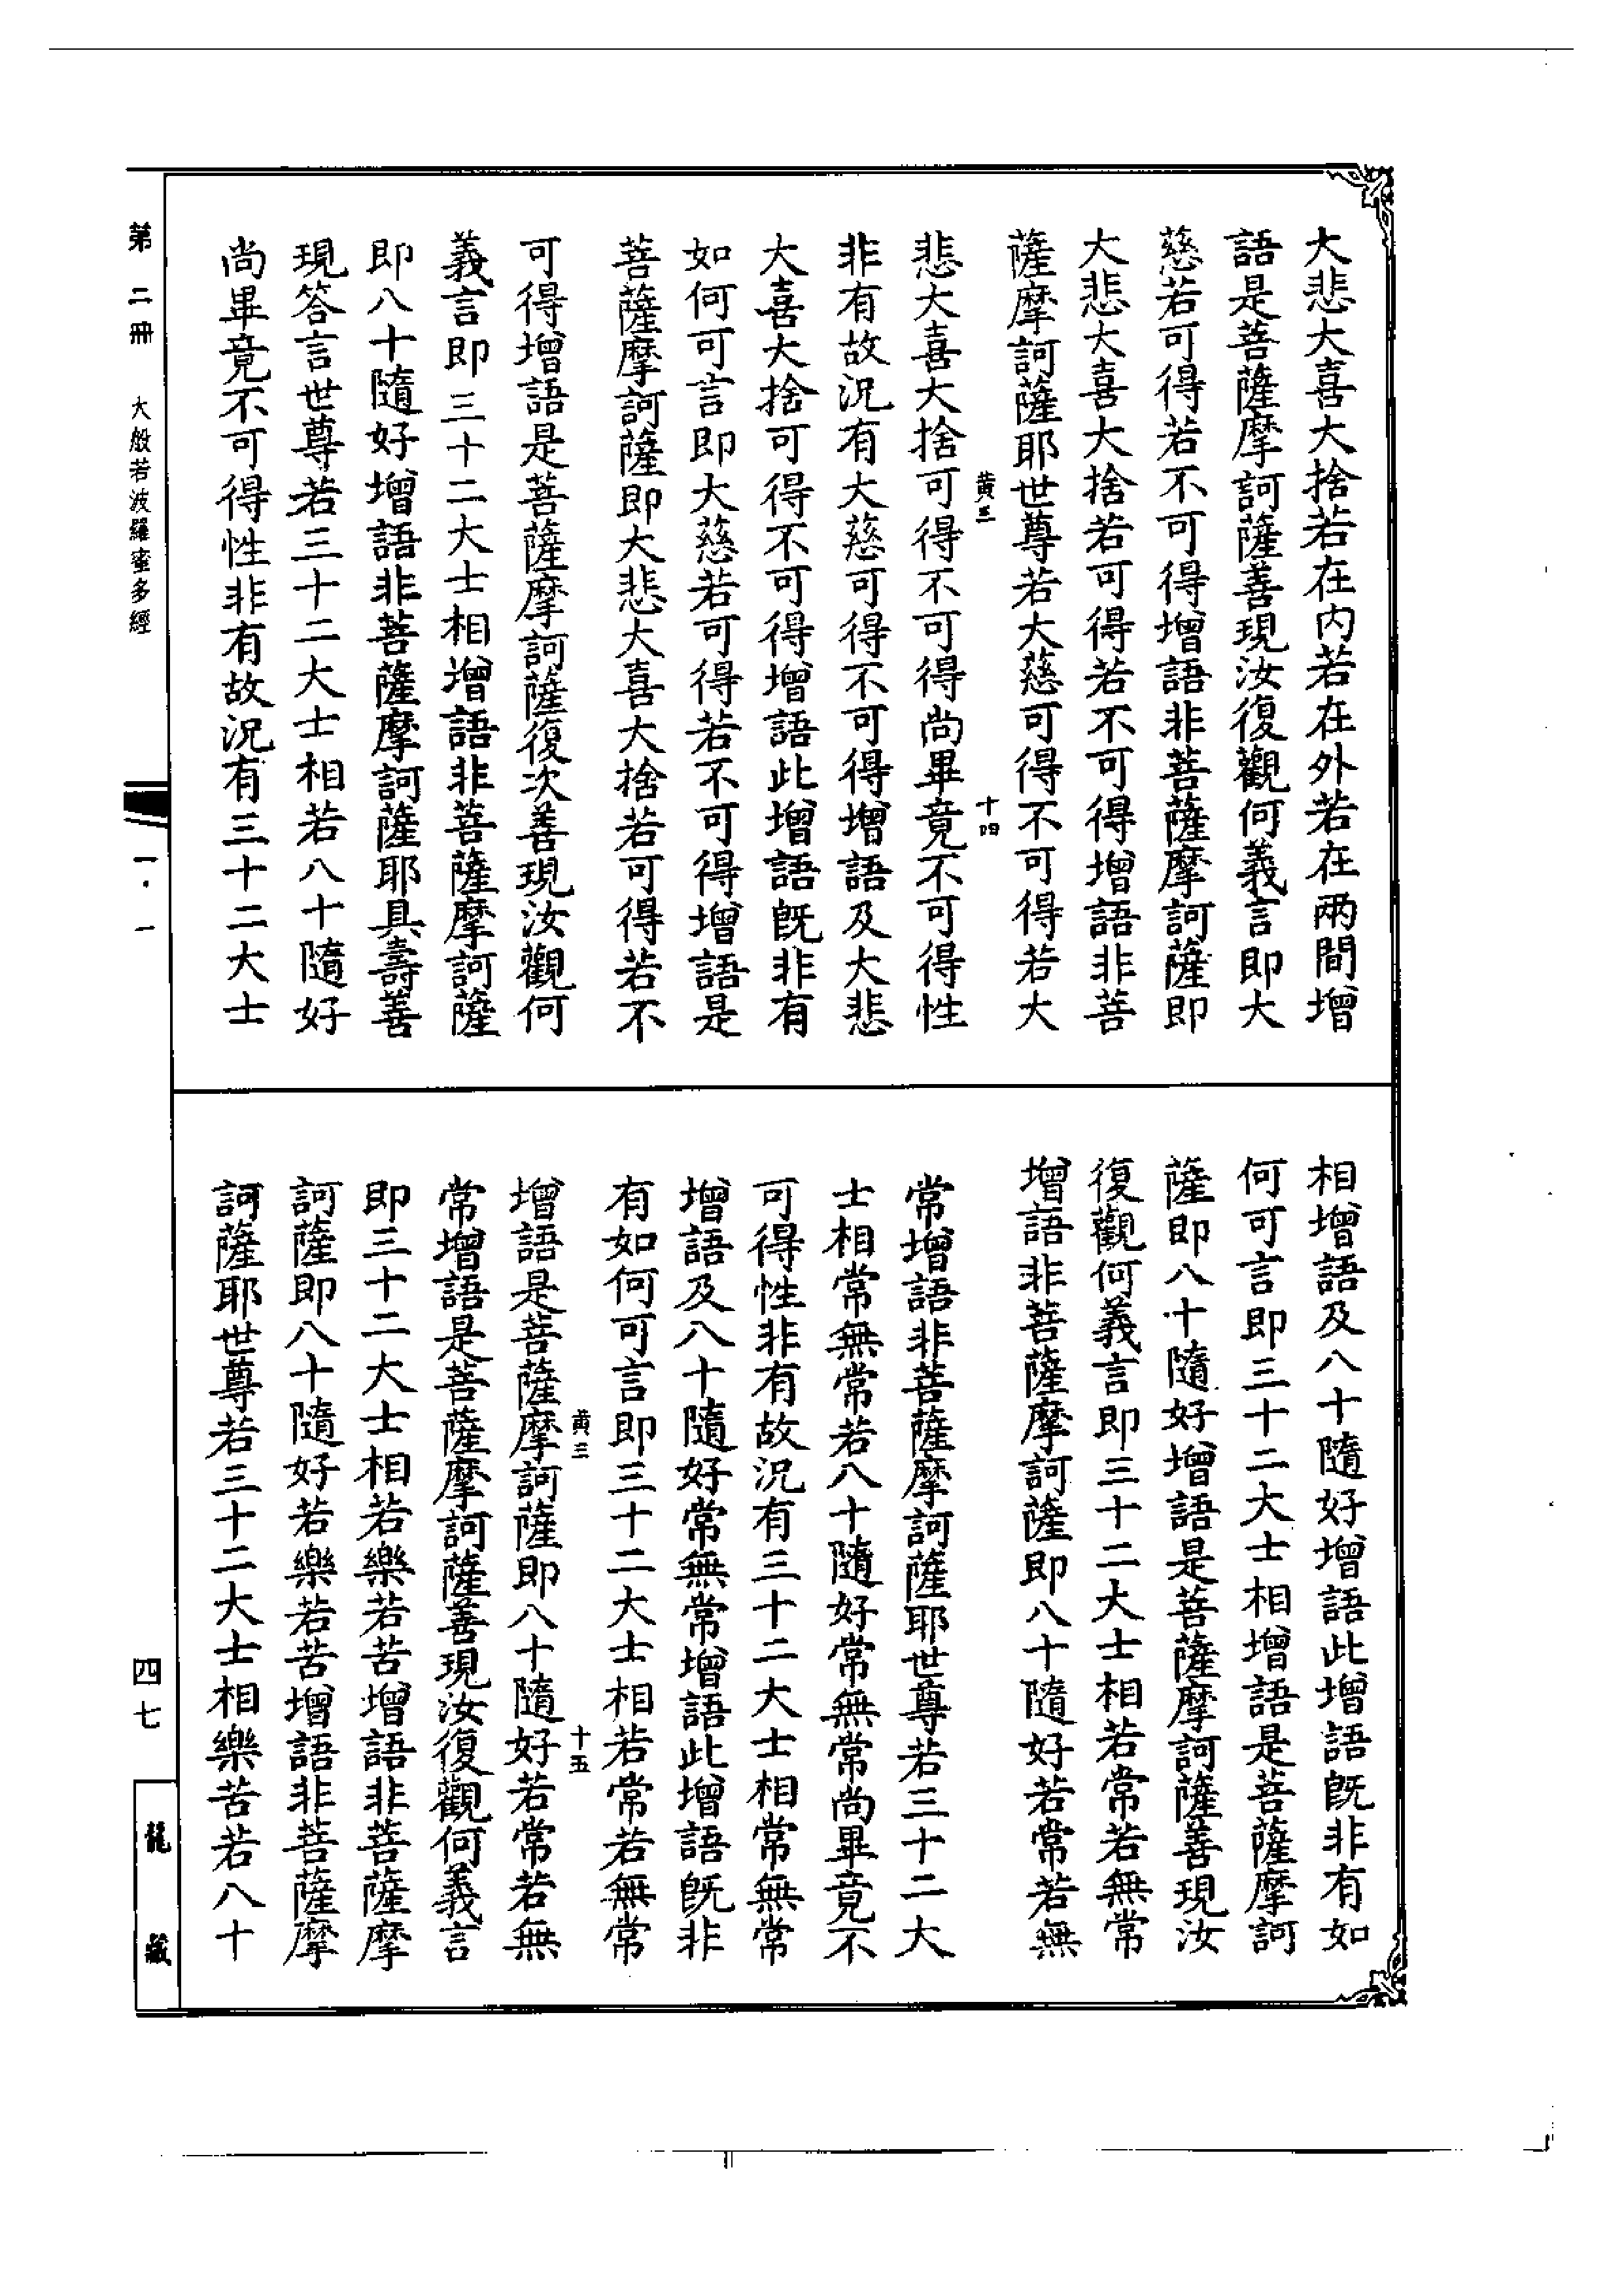 大悲大喜大捨若在内若在外若在两間增
語是菩薩摩訶薩善現汝復觀何義言即大
慈若可得若不可得增語非菩薩摩訶薩即
大悲大喜大捨若可得若不可得增語非菩
薩摩訶薩耶世尊若大慈可得不可得若大
黄三 十四
悲大喜大捨可得不可得尚畢竟不可得性
非有故況有大慈可得不可得增語及大悲
大喜大捨可得不可得增語此增語旣非有
如何可言即大慈若可得若不可得增語是
菩薩摩訶薩即大悲大喜大捨若可得若不
可得增語是菩薩摩訶薩復次善現汝觀何
義言即三十二大士相增語非菩薩摩訶薩
即八十隨好增語非菩薩摩訶薩耶具壽善
現答言世尊若三十二大士相若八十隨好
尚畢竟不可得性非有故況有三十二大士
相增語及八十隨好增語此增語旣非有如
何可言即三十二大士相增語是菩薩摩訶
薩即八十隨好增語是菩薩摩訶薩善現汝
復觀何義言即三十二大士相若常若無常
增語非菩薩摩訶薩即八十隨好若常若無
常增語非菩薩摩訶薩耶世尊若三十二大
士相常無常若八十隨好常無常尚畢竟不
可得性非有故況有三十二大士相常無常
增語及八十隨好常無常增語此增語旣非
有如何可言即三十二大士相若常若無常
黄三 十五
增語是菩薩摩訶薩即八十隨好若常若無
常增語是菩薩摩訶薩善現汝復觀何義言
即三十二大士相若樂若苦增語非菩薩摩
訶薩即八十隨好若樂若苦增語非菩薩摩
訶薩耶世尊若三十二大士相樂苦若八十
第二冊 大般若波羅蜜多經 一·一 四七
龍藏